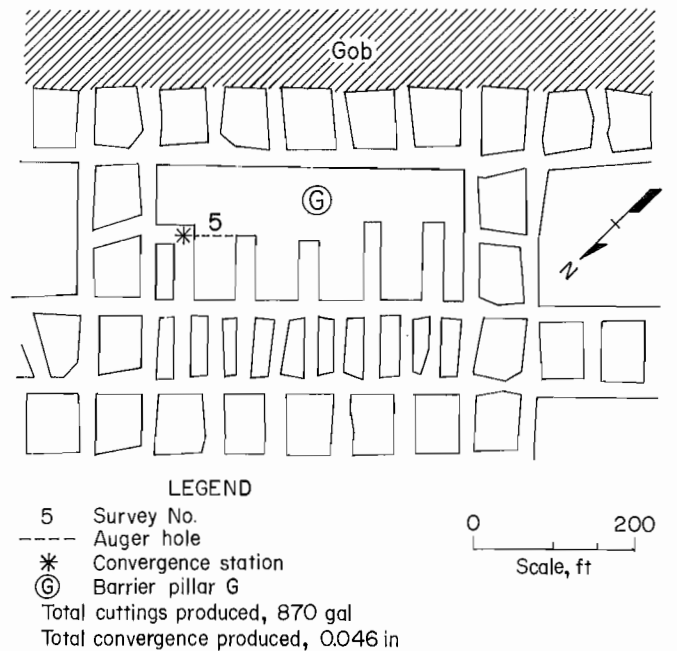 Gob
G
5
N
LEGEND
5 Survey No.
Auger hole
Convergence station
G Barrier pillar G
Total cuttings produced, 870 gal
Total convergence produced, 0.046 in
0 200
Scale, ft